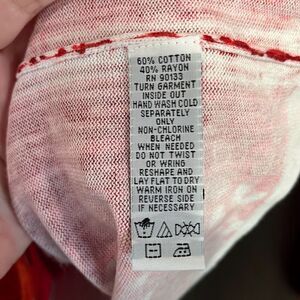 60% COTTON
40% RAYON
RN 90133
TURN GARMENT
INSIDE OUT
HAND WASH COLD
SEPARATELY
ONLY
NON-CHLORINE
BLEACH
WHEN NEEDED
DO NOT TWIST
OR WRING
RESHAPE AND
LAY FLAT TO DRY
WARM IRON ON
REVERSE SIDE
IF NECESSARY